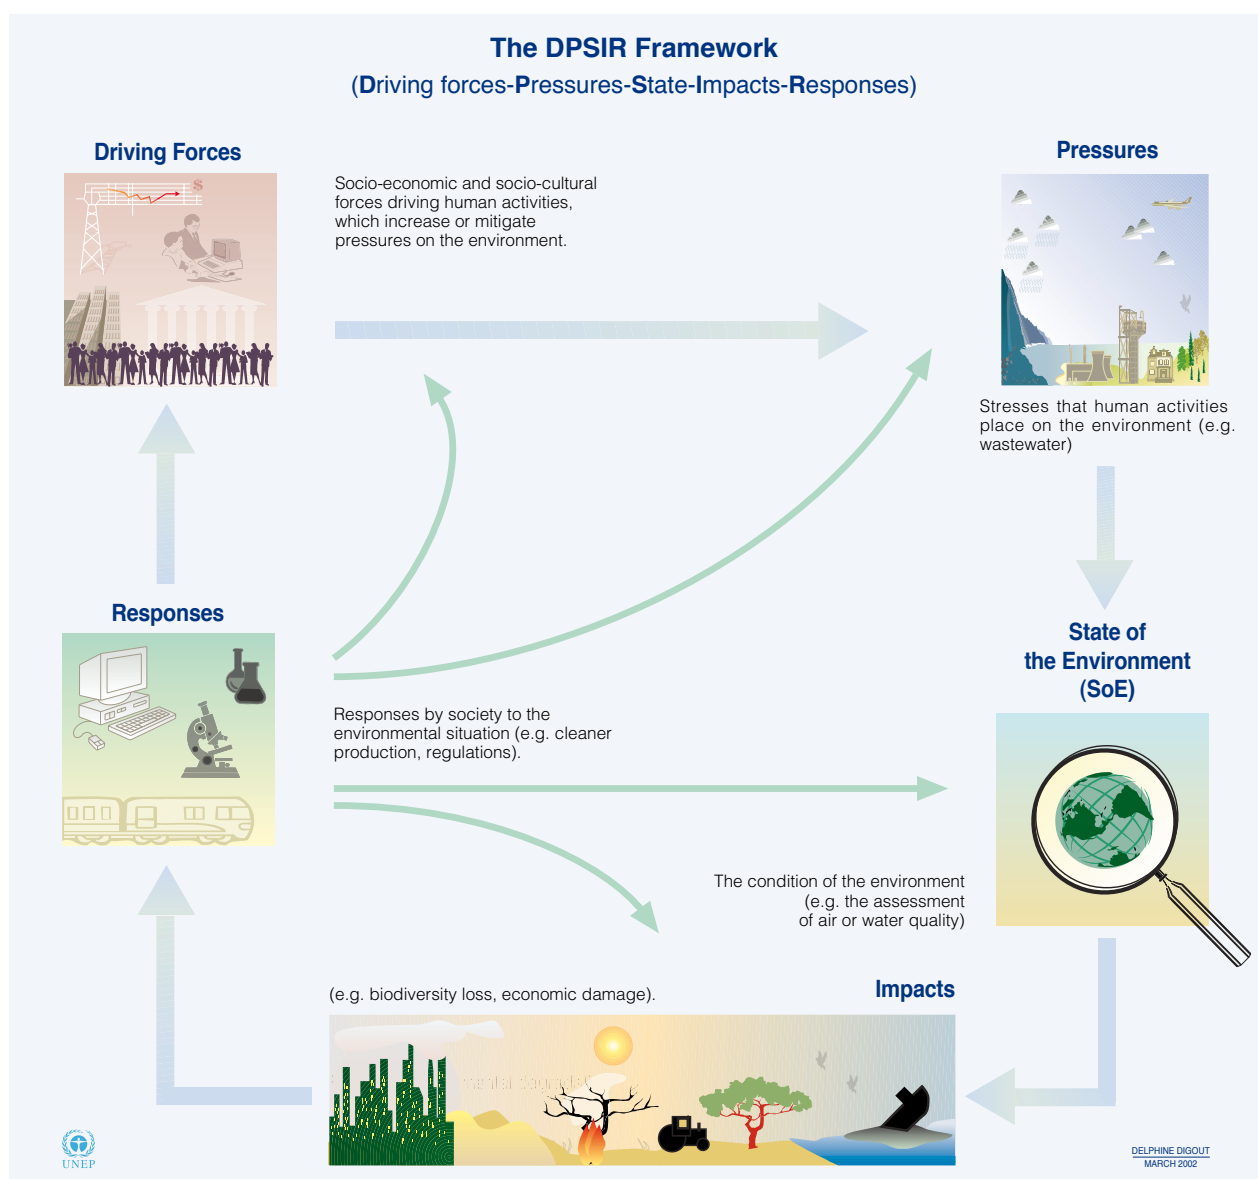 The DPSIR Framework
(Driving forces-Pressures-State-Impacts-Responses)
Driving Forces
$
Socio-economic and socio-cultural
forces driving human activities,
which increase or mitigate
pressures on the environment.
Pressures
Stresses that human activities
place on the environment (e.g.
wastewater)
Responses
Responses by society to the
environmental situation (e.g. cleaner
production, regulations).
State of
the Environment
(SoE)
The condition of the environment
(e.g. the assessment
of air or water quality)
(e.g. biodiversity loss, economic damage).
Impacts
UNEP
DELPHINE DIGOUT
MARCH 2002